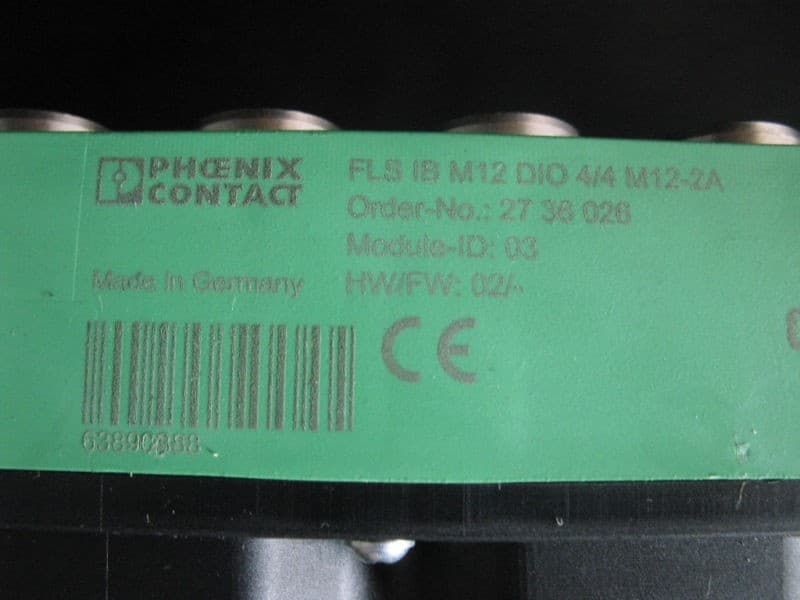 PHŒNIX
CONTACT
FLS IB M12 DIO 4/4 M12-2A
Order-No.: 27 36 026
Module-ID: 03
Made in Germany
HW/FW: 02/-
CE